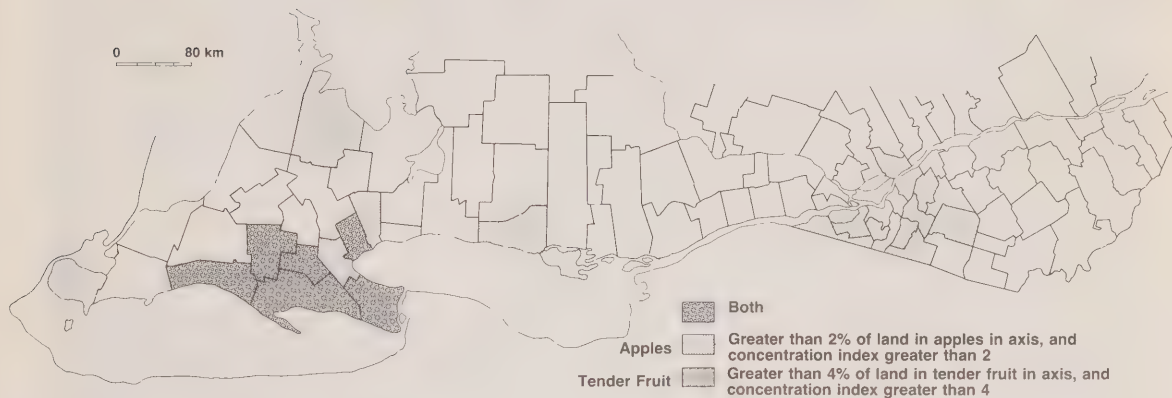 0 80 km
Both
Apples Greater than 2% of land in apples in axis, and
concentration index greater than 2
Tender Fruit Greater than 4% of land in tender fruit in axis, and
concentration index greater than 4